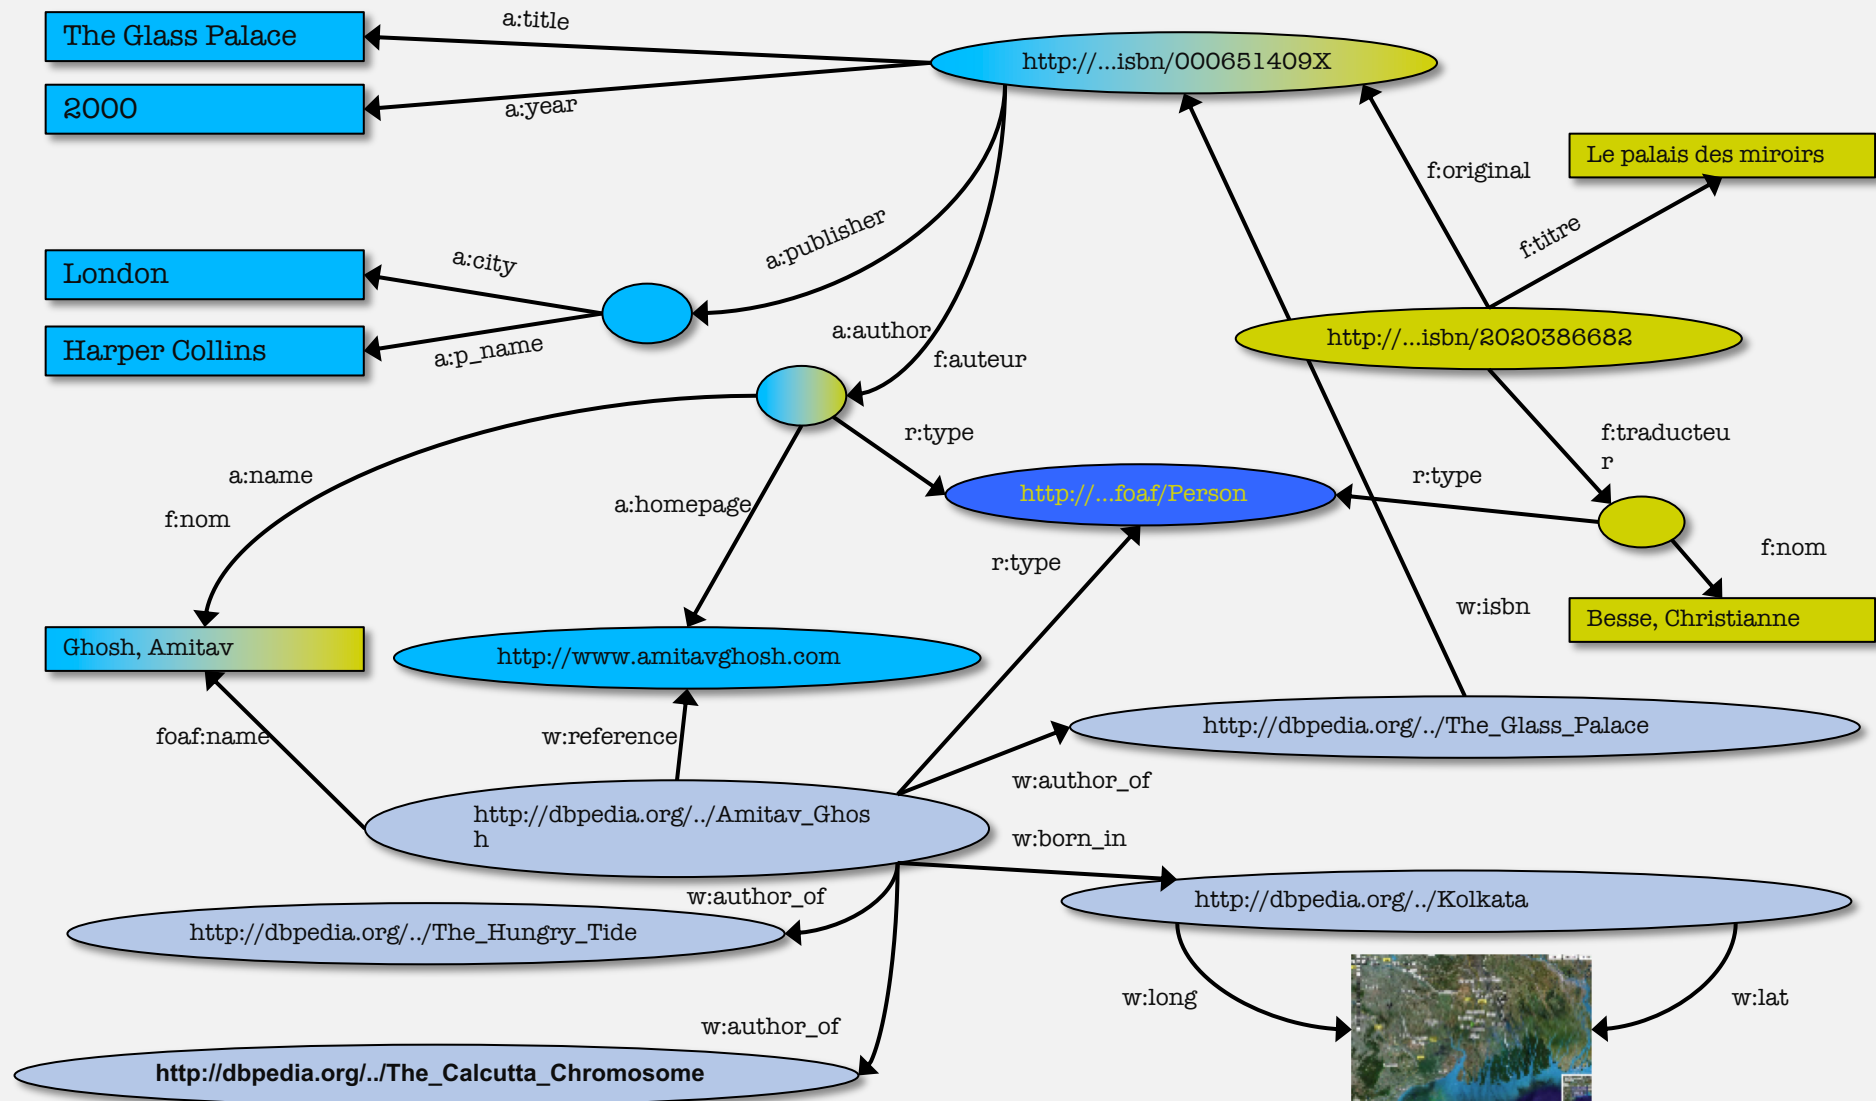 a:title
The Glass Palace
http://...isbn/000651409X
2000
a:year
Le palais des miroirs
f:original
f:titre
a:publisher
London
a:city
a:author
http://...isbn/2020386682
Harper Collins
a:p_name
f:auteur
r:type
f:traducteu
r
a:name
r:type
http://...foaf/Person
a:homepage
f:nom
f:nom
r:type
w:isbn
Besse, Christianne
Ghosh, Amitav
http://www.amitavghosh.com
foaf:name
w:reference
http://dbpedia.org/../The_Glass_Palace
w:author_of
http://dbpedia.org/../Amitav_Ghos
h
w:born_in
w:author_of
http://dbpedia.org/../Kolkata
http://dbpedia.org/../The_Hungry_Tide
w:long
w:lat
w:author_of
http://dbpedia.org/../The_Calcutta_Chromosome